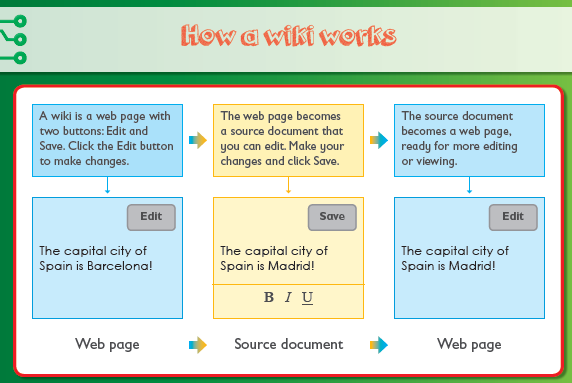 How a wiki works
A wiki is a web page with
two buttons: Edit and
Save. Click the Edit button
to make changes.
The web page becomes
a source document that
you can edit. Make your
changes and click Save.
The source document
becomes a web page,
ready for more editing
or viewing.
Edit
The capital city of
Spain is Barcelona!
Save
The capital city of
Spain is Madrid!
B I U
Edit
The capital city of
Spain is Madrid!
Web page
Source document
Web page